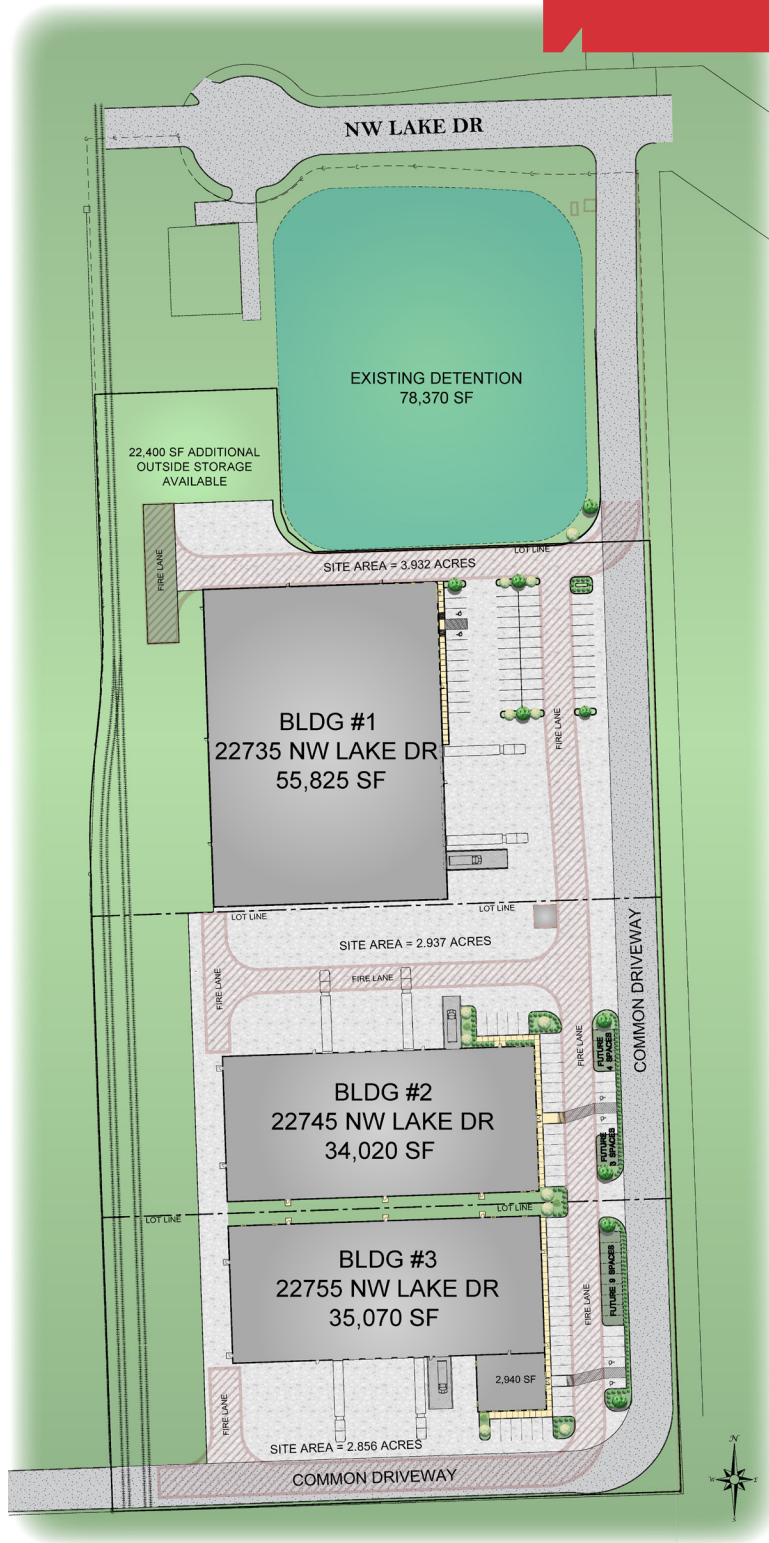 NW LAKE DR
EXISTING DETENTION
78,370 SF
22,400 SF ADDITIONAL
OUTSIDE STORAGE
AVAILABLE
LOT LINE
FIRE LANE
SITE AREA = 3.932 ACRES
BLDG #1
22735 NW LAKE DR
55,825 SF
FIRE LANE
LOT LINE
LOT LINE
SITE AREA = 2.937 ACRES
COMMON DRIVEWAY
FIRE LANE
FIRE LANE
FIRE LANE
FUTURE
4 SPACES
BLDG #2
22745 NW LAKE DR
34,020 SF
FUTURE
3 SPACES
LOT LINE
LOT LINE
BLDG #3
22755 NW LAKE DR
35,070 SF
FUTURE 9 SPACES
FIRE LANE
2,940 SF
FIRE LANE
SITE AREA = 2.856 ACRES
COMMON DRIVEWAY
N
W
E
S